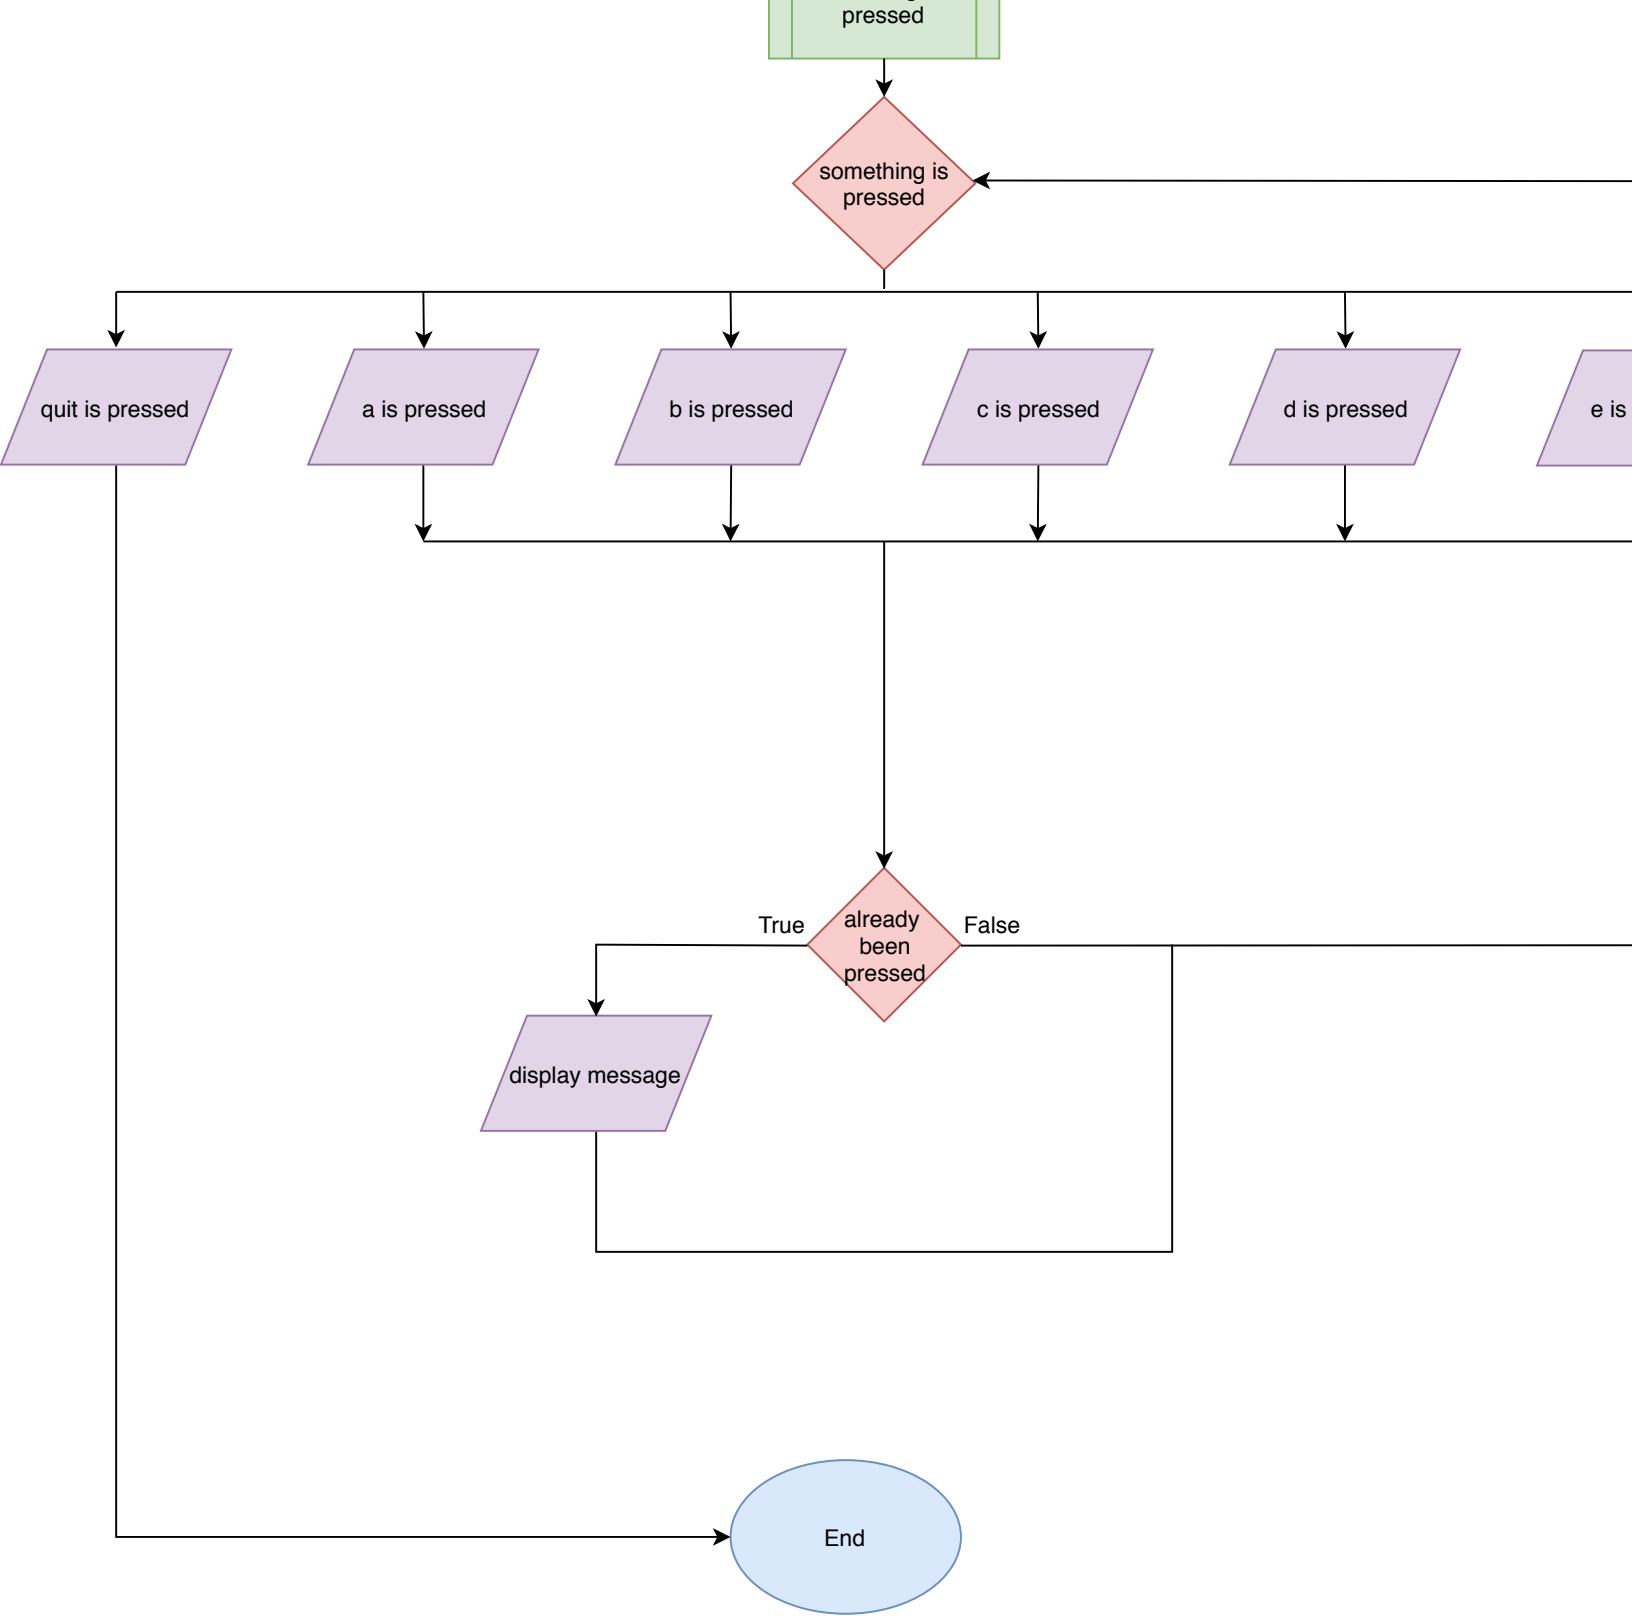 pressed
something is
pressed
quit is pressed
a is pressed
b is pressed
c is pressed
d is pressed
e is
True
already
been
pressed
False
display message
End